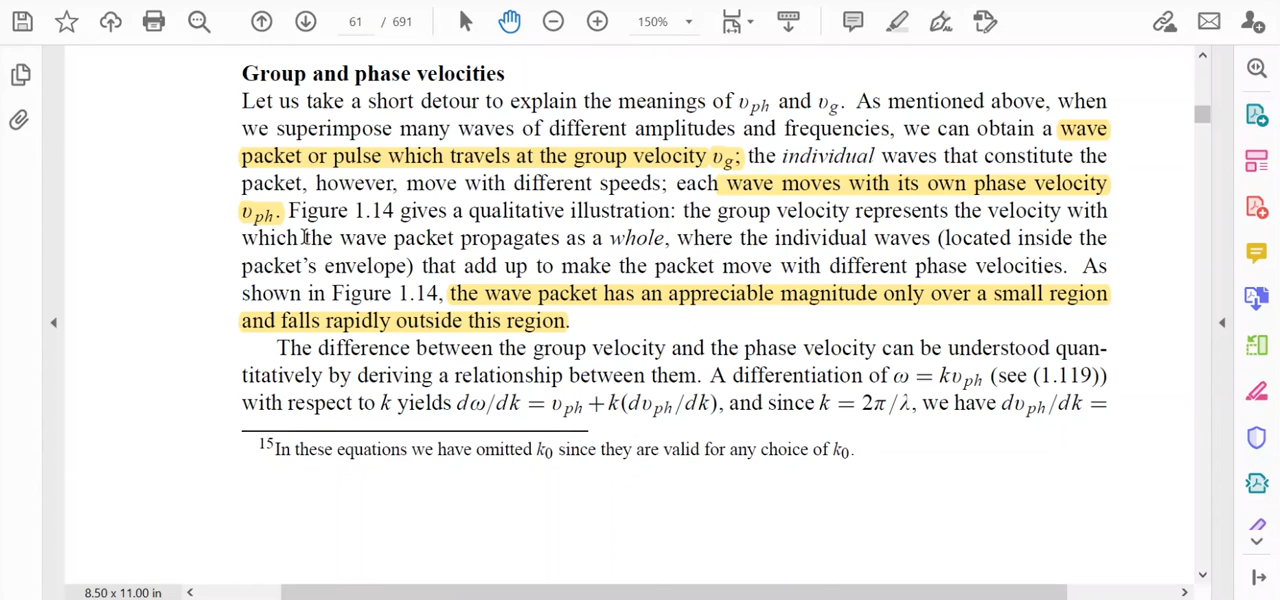 61 / 691
150%
Group and phase velocities
Let us take a short detour to explain the meanings of υph and υg. As mentioned above, when
we superimpose many waves of different amplitudes and frequencies, we can obtain a wave
packet or pulse which travels at the group velocity υg; the individual waves that constitute the
packet, however, move with different speeds; each wave moves with its own phase velocity
υph. Figure 1.14 gives a qualitative illustration: the group velocity represents the velocity with
which the wave packet propagates as a whole, where the individual waves (located inside the
packet's envelope) that add up to make the packet move with different phase velocities. As
shown in Figure 1.14, the wave packet has an appreciable magnitude only over a small region
and falls rapidly outside this region.
The difference between the group velocity and the phase velocity can be understood quan-
titatively by deriving a relationship between them. A differentiation of ω = kυph (see (1.119))
with respect to k yields dω/dk = υph + k(dυph/dk), and since k = 2π/λ, we have dυph/dk =
15In these equations we have omitted k0 since they are valid for any choice of k0.
8.50 x 11.00 in